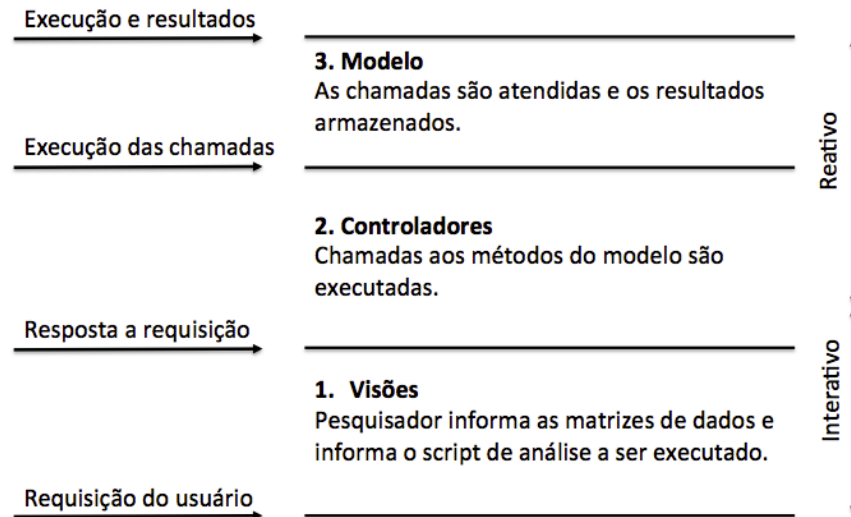 Execução e resultados
3. Modelo
As chamadas são atendidas e os resultados
armazenados.
Execução das chamadas
2. Controladores
Chamadas aos métodos do modelo são
executadas.
Resposta a requisição
1. Visões
Pesquisador informa as matrizes de dados e
informa o script de análise a ser executado.
Requisição do usuário
Reativo
Interativo